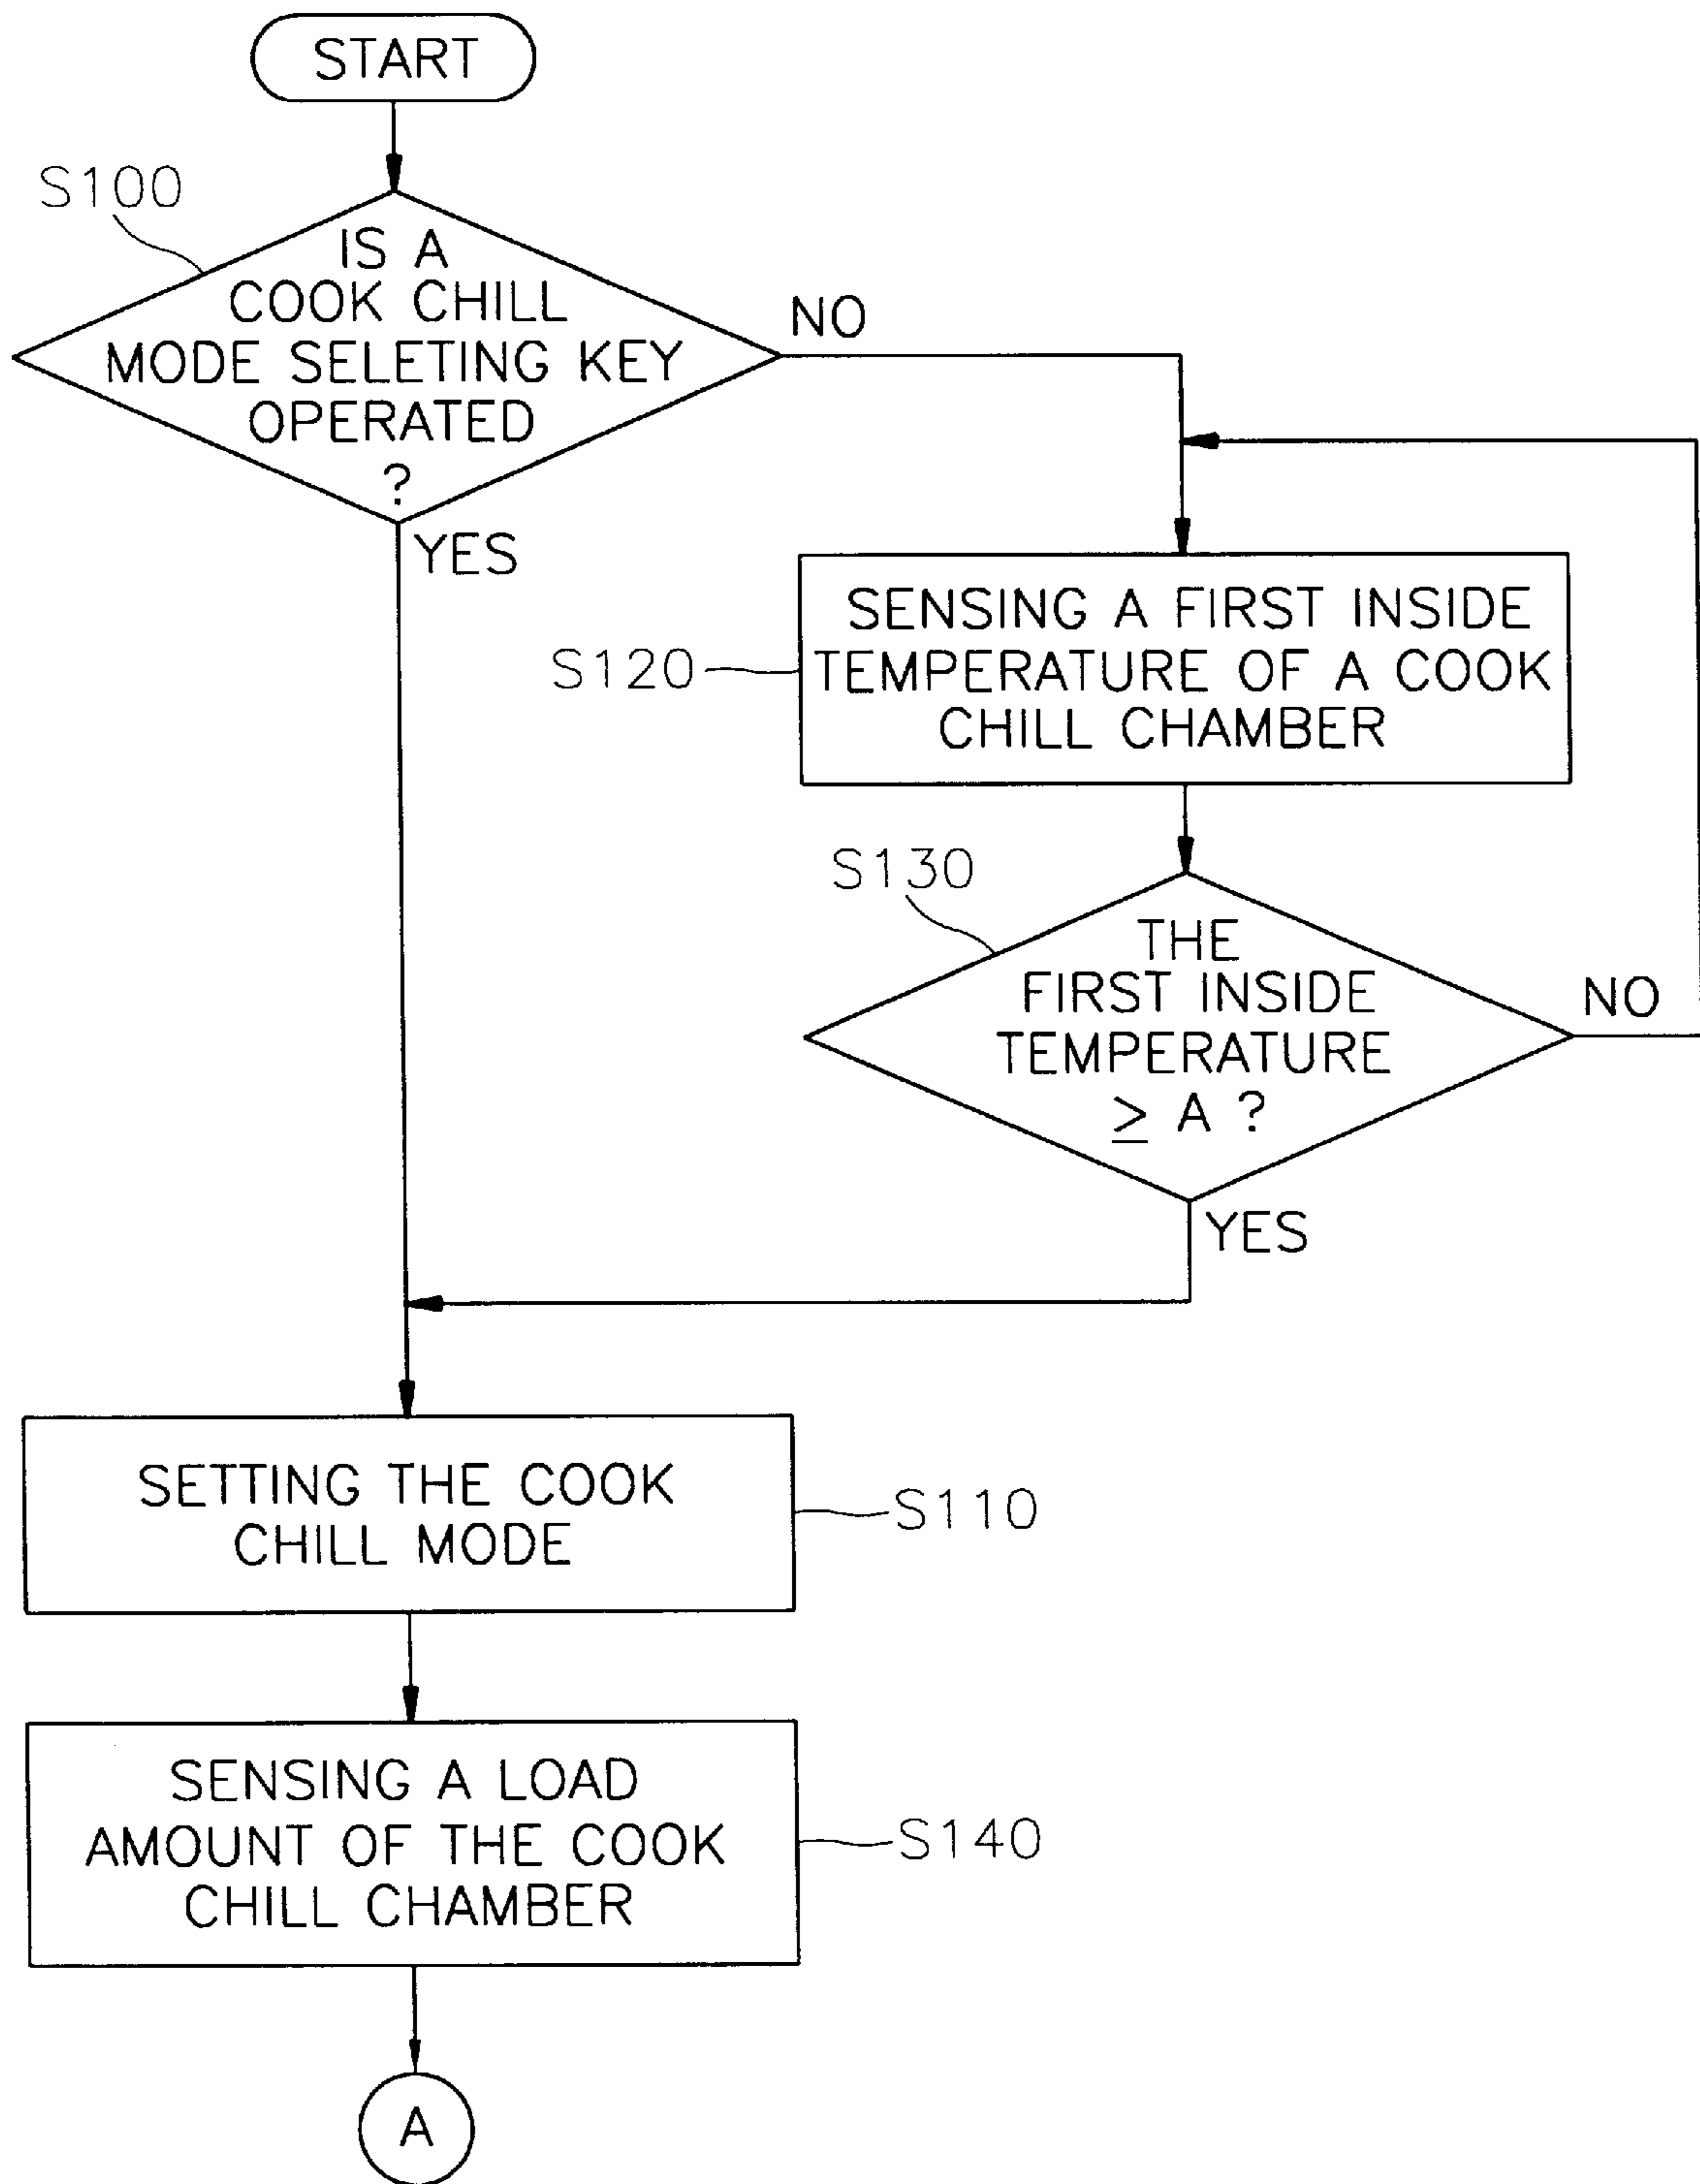 START
S100
IS A
COOK CHILL
MODE SELETING KEY
OPERATED
?
NO
YES
SENSING A FIRST INSIDE
TEMPERATURE OF A COOK
CHILL CHAMBER
S120
S130
THE
FIRST INSIDE
TEMPERATURE
≥ A ?
NO
YES
SETTING THE COOK
CHILL MODE
S110
SENSING A LOAD
AMOUNT OF THE COOK
CHILL CHAMBER
S140
A